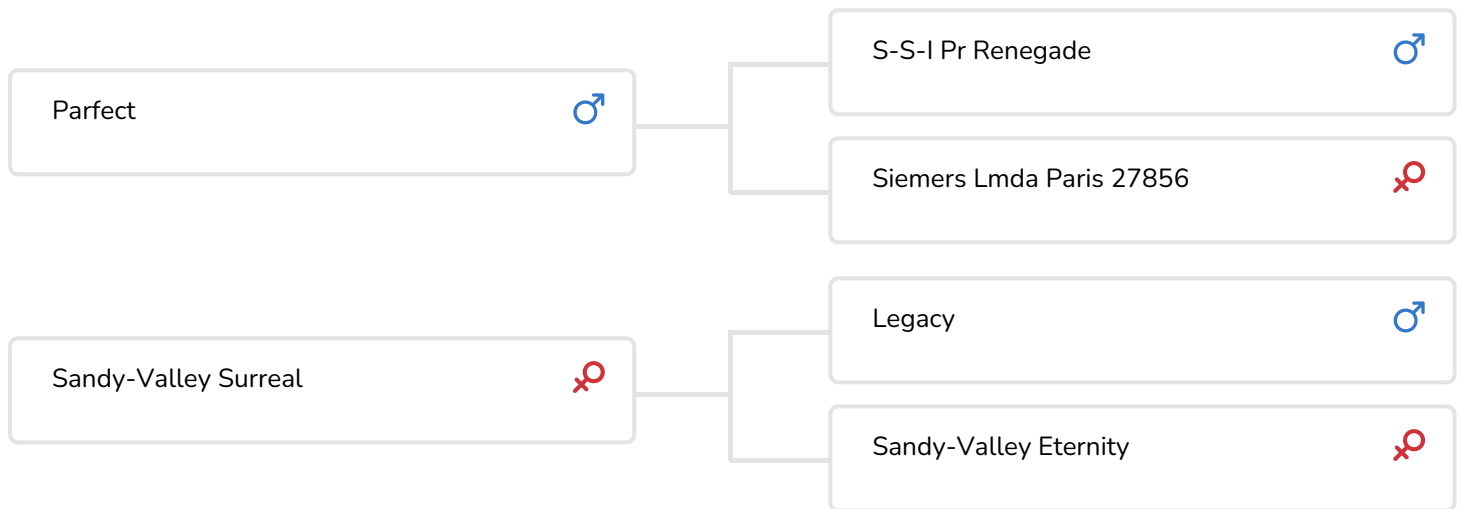 Parfect
S-S-I Pr Renegade
Siemers Lmda Paris 27856
Sandy-Valley Surreal
Legacy
Sandy-Valley Eternity